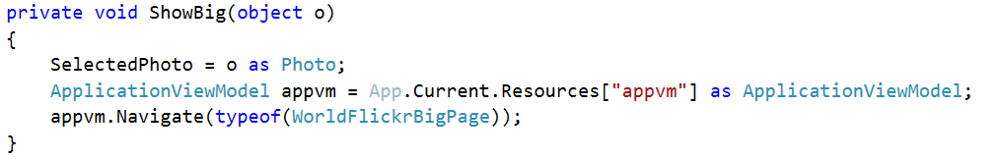 private void ShowBig(object o)
{
    SelectedPhoto = o as Photo;
    ApplicationViewModel appvm = App.Current.Resources["appvm"] as ApplicationViewModel;
    appvm.Navigate(typeof(WorldFlickrBigPage));
}